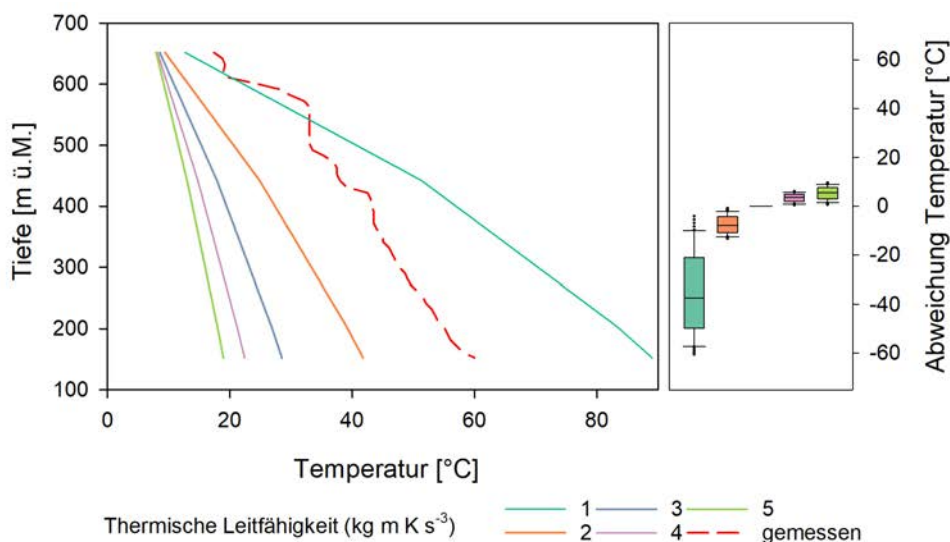 700
600
500
400
300
200
100
Tiefe [m ü.M.]
0 20 40 60 80
Temperatur [°C]
60
40
20
0
-20
-40
-60
Abweichung Temperatur [°C]
Thermische Leitfähigkeit (kg m K s⁻³)
1 3 5
2 4 gemessen